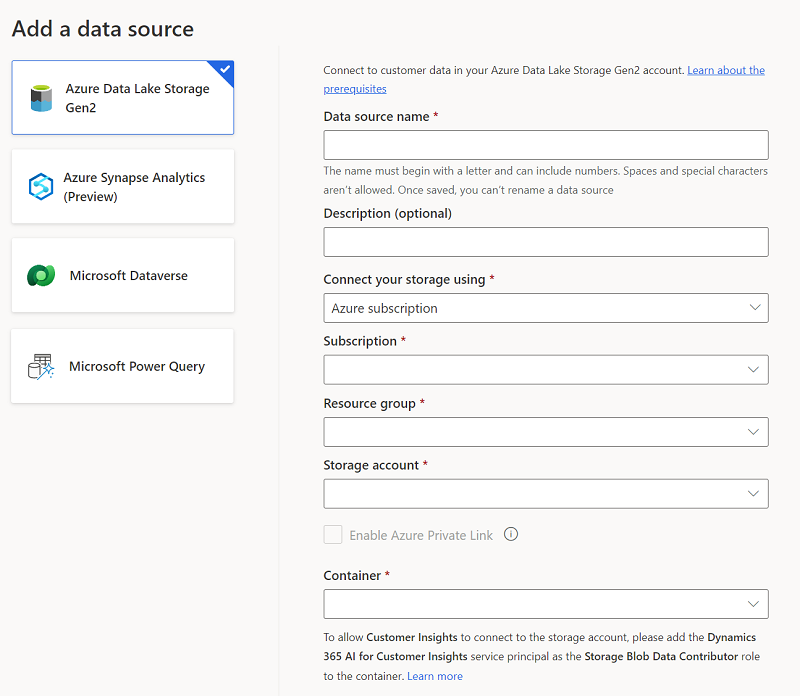 Add a data source
Azure Data Lake Storage
Gen2
Azure Synapse Analytics
(Preview)
Microsoft Dataverse
Microsoft Power Query
Connect to customer data in your Azure Data Lake Storage Gen2 account. Learn about the
prerequisites
Data source name *
The name must begin with a letter and can include numbers. Spaces and special characters
aren't allowed. Once saved, you can't rename a data source
Description (optional)
Connect your storage using *
Azure subscription
Subscription *
Resource group *
Storage account *
Enable Azure Private Link
Container *
To allow Customer Insights to connect to the storage account, please add the Dynamics
365 AI for Customer Insights service principal as the Storage Blob Data Contributor role
to the container. Learn more